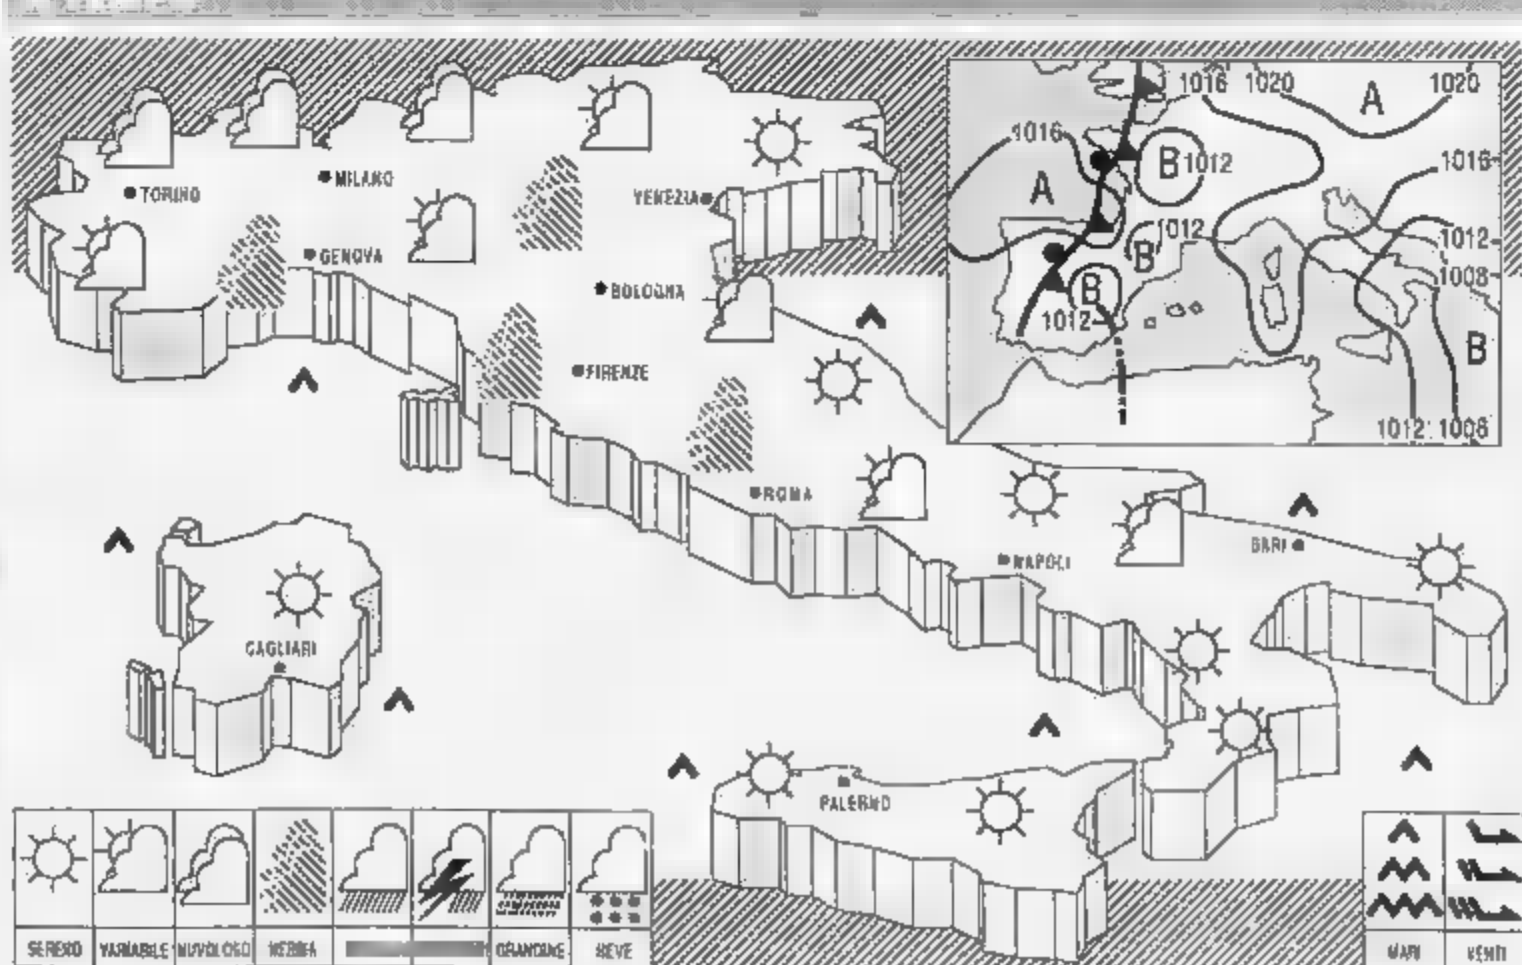 1016 1020 1020
A
1016
B 1012
1016
A
1012
B
1012
1008
B
1012
B
1012 1008
TORINO
MILANO
VENEZIA
GENOVA
BOLOGNA
FIRENZE
ROMA
NAPOLI
BARI
CAGLIARI
PALERMO
SERENO VARIABILE NUVOLOSO NEBBIA GRANDINE NEVE
MARI VENTI